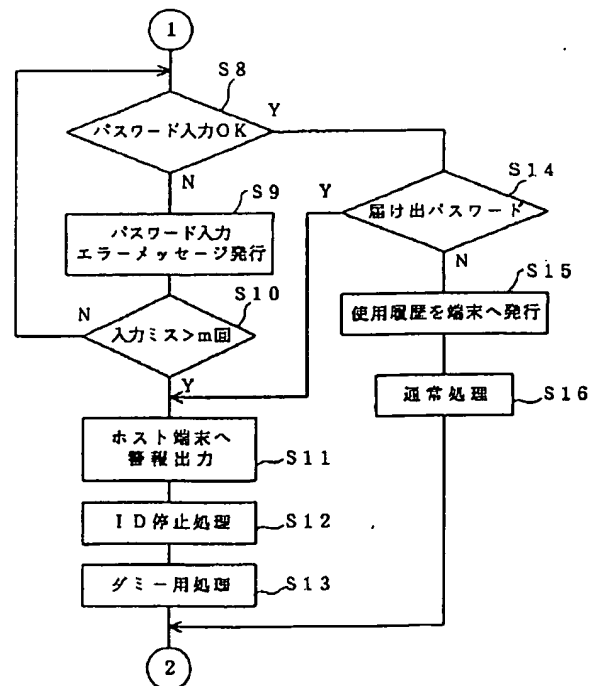 1
S8
パスワード入力OK
Y
N
S9
パスワード入力
エラーメッセージ発行
S10
N
入力ミス>m回
Y
S14
Y
届け出パスワード
N
S15
使用履歴を端末へ発行
通常処理
S16
ホスト端末へ
警報出力
S11
ID停止処理
S12
ダミー用処理
S13
2